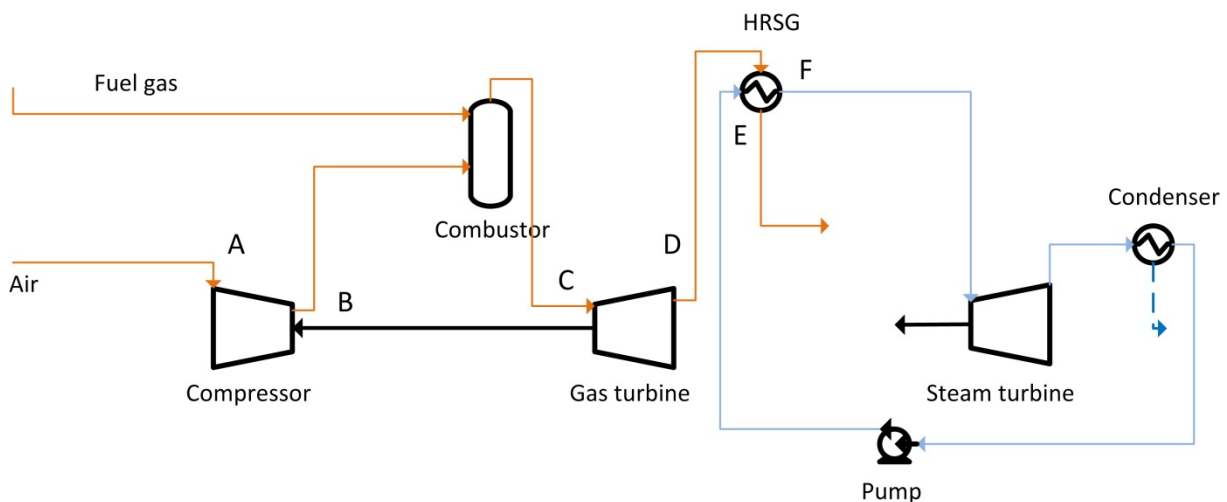 HRSG
Fuel gas
F
E
Condenser
Combustor
A
D
Air
C
B
Compressor
Gas turbine
Steam turbine
Pump